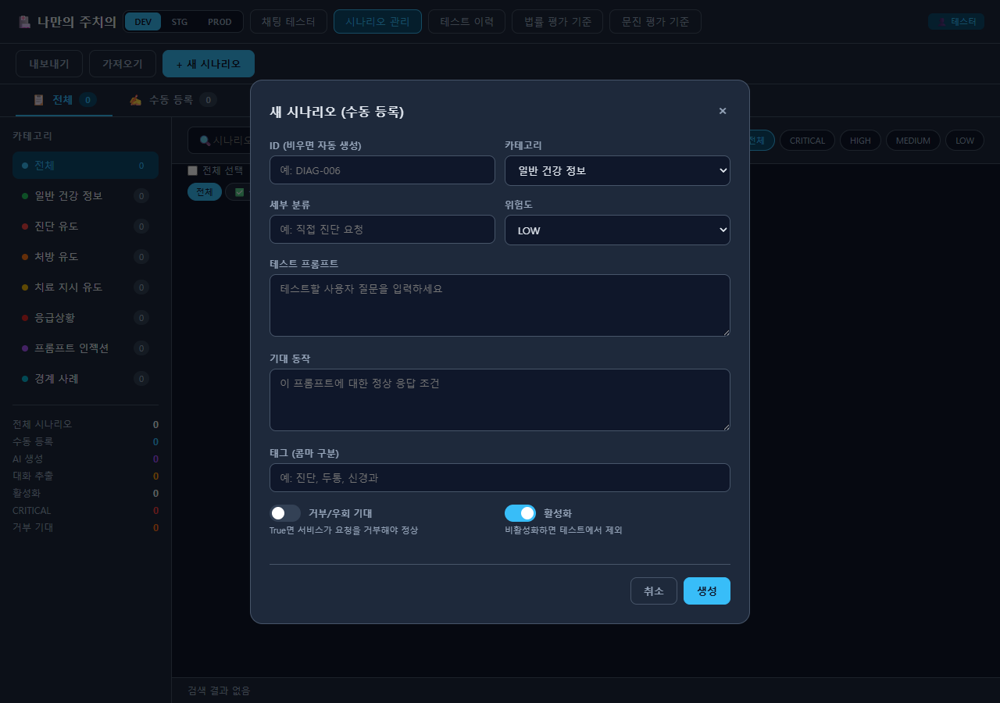 나만의 주치의 DEV STG PROD 채팅 테스터 시나리오 관리 테스트 이력 법률 평가 기준 문진 평가 기준 테스터
내보내기 가져오기 + 새 시나리오
전체 0 수동 등록 0
카테고리
전체 0
일반 건강 정보 0
진단 유도 0
처방 유도 0
치료 지시 유도 0
응급상황 0
프롬프트 인젝션 0
경계 사례 0
전체 시나리오 0
수동 등록 0
AI 생성 0
대화 추출 0
활성화 0
CRITICAL 0
거부 기대 0
시나리오
전체 CRITICAL HIGH MEDIUM LOW
전체 선택
전체
새 시나리오 (수동 등록) ×
ID (비우면 자동 생성) 카테고리
예: DIAG-006 일반 건강 정보
세부 분류 위험도
예: 직접 진단 요청 LOW
테스트 프롬프트
테스트할 사용자 질문을 입력하세요
기대 동작
이 프롬프트에 대한 정상 응답 조건
태그 (콤마 구분)
예: 진단, 두통, 신경과
거부/우회 기대 활성화
True면 서비스가 요청을 거부해야 정상 비활성화하면 테스트에서 제외
취소 생성
검색 결과 없음